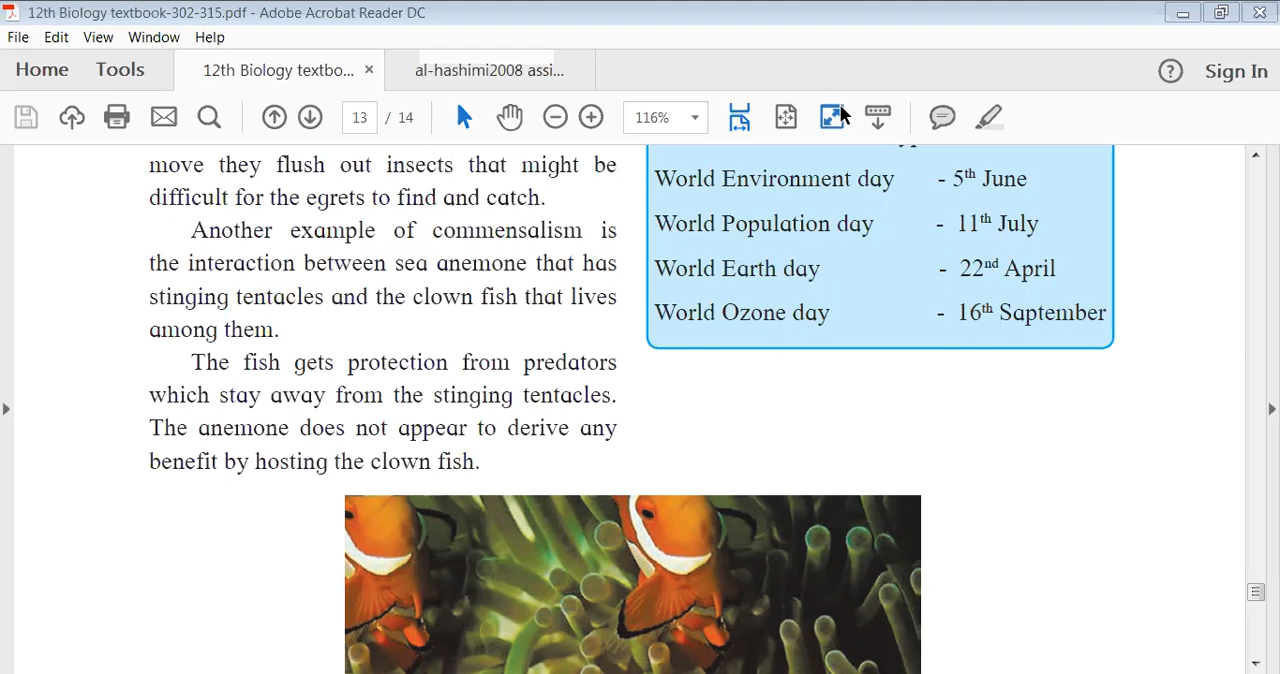 12th Biology textbook-302-315.pdf - Adobe Acrobat Reader DC
File Edit View Window Help
Home Tools 12th Biology textbo... × al-hashimi2008 assi... ? Sign In
13 / 14 116%
move they flush out insects that might be
difficult for the egrets to find and catch.
Another example of commensalism is
the interaction between sea anemone that has
stinging tentacles and the clown fish that lives
among them.
The fish gets protection from predators
which stay away from the stinging tentacles.
The anemone does not appear to derive any
benefit by hosting the clown fish.
World Environment day - 5th June
World Population day - 11th July
World Earth day - 22nd April
World Ozone day - 16th Saptember